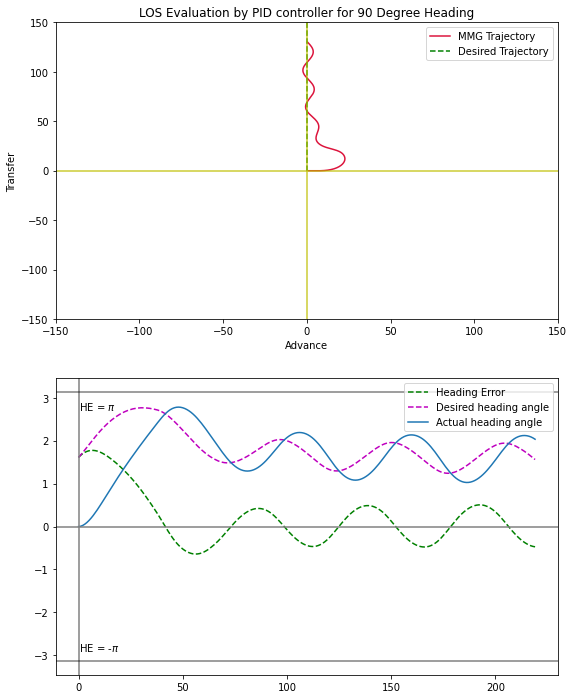 LOS Evaluation by PID controller for 90 Degree Heading
150
100
50
0
−50
−100
−150
Transfer
MMG Trajectory
Desired Trajectory
−150
−100
−50
0
50
100
150
Advance
3
2
1
0
−1
−2
−3
HE = π
Heading Error
Desired heading angle
Actual heading angle
HE = -π
0
50
100
150
200